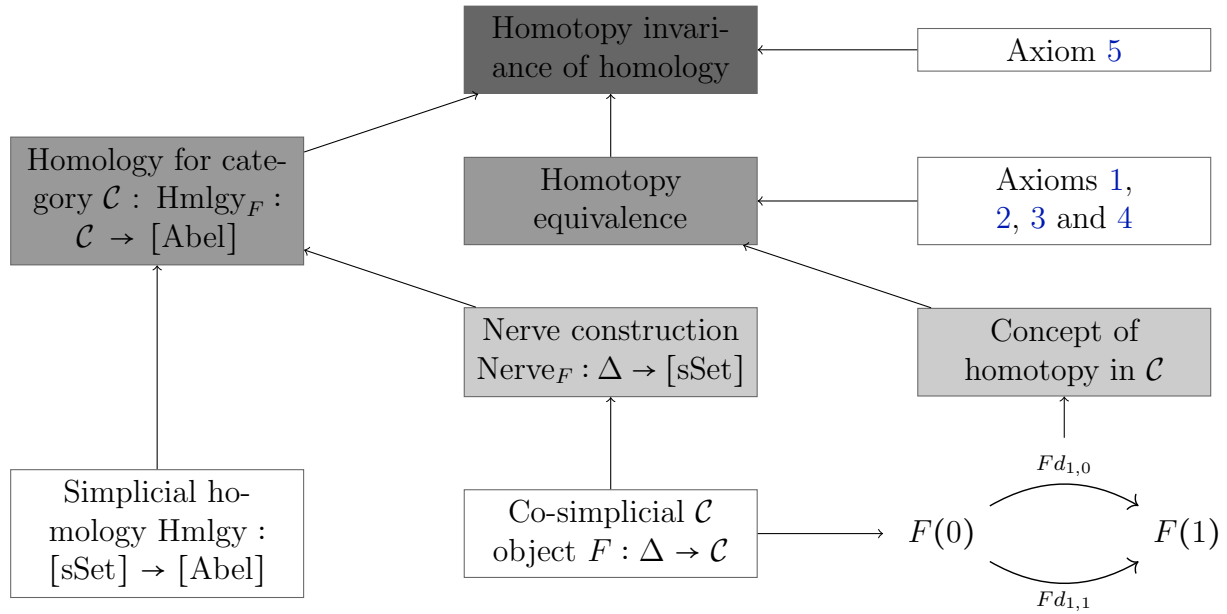 Homotopy invari-
ance of homology
Axiom 5
Homology for cate-
gory 𝒞 : Hmlgy_F :
𝒞 → [Abel]
Homotopy
equivalence
Axioms 1,
2, 3 and 4
Nerve construction
Nerve_F : Δ → [sSet]
Concept of
homotopy in 𝒞
Simplicial ho-
mology Hmlgy :
[sSet] → [Abel]
Co-simplicial 𝒞
object F : Δ → 𝒞
Fd_{1,0}
F(0)
F(1)
Fd_{1,1}